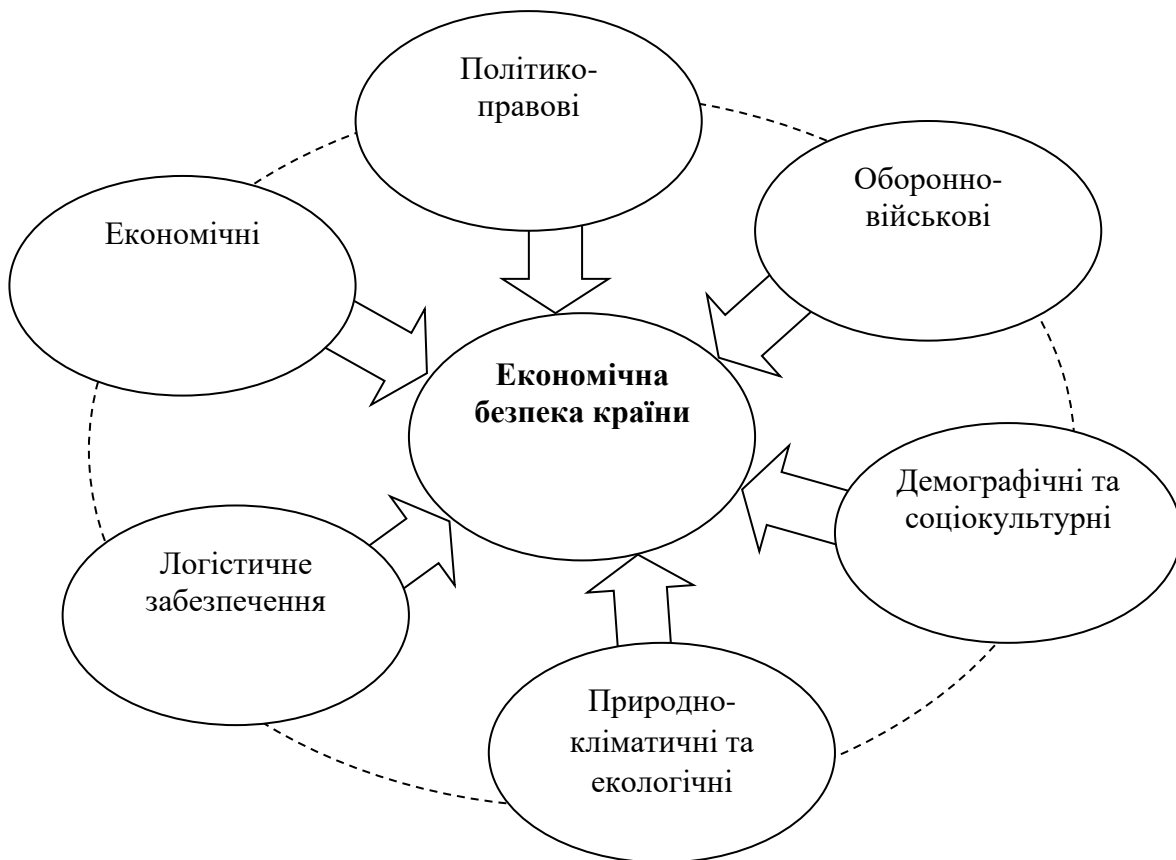 Політико-
правові
Оборонно-
військові
Економічні
Економічна
безпека країни
Демографічні та
соціокультурні
Логістичне
забезпечення
Природно-
кліматичні та
екологічні